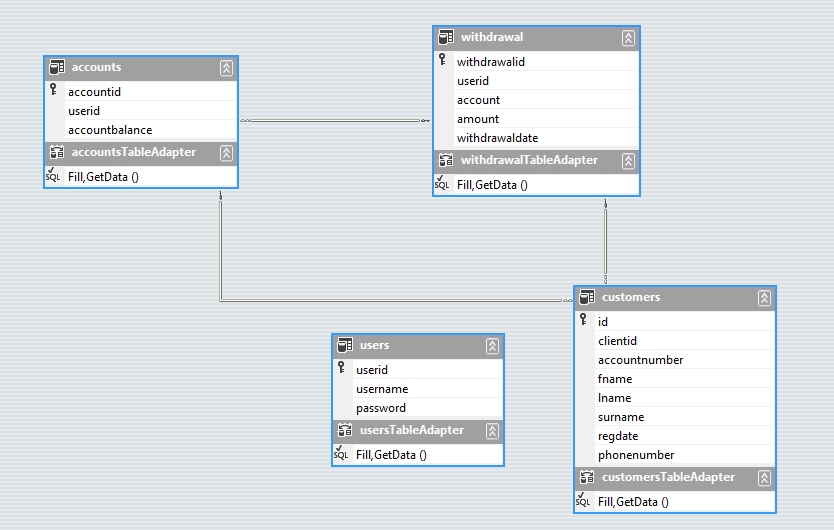 accounts
accountid
userid
accountbalance
accountsTableAdapter
SQL Fill,GetData ()
withdrawal
withdrawalid
userid
account
amount
withdrawaldate
withdrawalTableAdapter
SQL Fill,GetData ()
users
userid
username
password
usersTableAdapter
SQL Fill,GetData ()
customers
id
clientid
accountnumber
fname
lname
surname
regdate
phonenumber
customersTableAdapter
SQL Fill,GetData ()